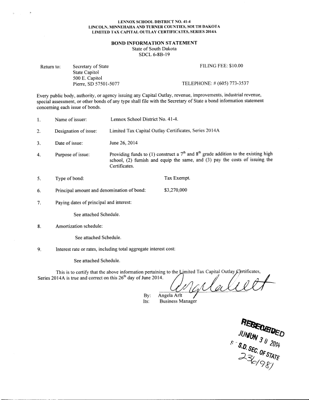 LENNOX SCHOOL DISTRICT NO. 41-4
LINCOLN, MINNEHAHA AND TURNER COUNTIES, SOUTH DAKOTA
LIMITED TAX CAPITAL OUTLAY CERTIFICATES, SERIES 2014A
BOND INFORMATION STATEMENT
State of South Dakota
SDCL 6-8B-19
Return to: Secretary of State FILING FEE: $10.00
State Capitol
500 E. Capitol
Pierre, SD 57501-5077 TELEPHONE: # (605) 773-3537
Every public body, authority, or agency issuing any Capital Outlay, revenue, improvements, industrial revenue,
special assessment, or other bonds of any type shall file with the Secretary of State a bond information statement
concerning each issue of bonds.
1. Name of issuer: Lennox School District No. 41-4.
2. Designation of issue: Limited Tax Capital Outlay Certificates, Series 2014A
3. Date of issue: June 26, 2014
4. Purpose of issue: Providing funds to (1) construct a 7th and 8th grade addition to the existing high
school, (2) furnish and equip the same, and (3) pay the costs of issuing the
Certificates.
5. Type of bond: Tax Exempt.
6. Principal amount and denomination of bond: $3,270,000
7. Paying dates of principal and interest:
See attached Schedule.
8. Amortization schedule:
See attached Schedule.
9. Interest rate or rates, including total aggregate interest cost:
See attached Schedule.
This is to certify that the above information pertaining to the Limited Tax Capital Outlay Certificates,
Series 2014A is true and correct on this 26th day of June 2014.
By: Angela Arlt
Its: Business Manager
RECEIVED
JUN 30 2014
S.D. SEC. OF STATE
2361981